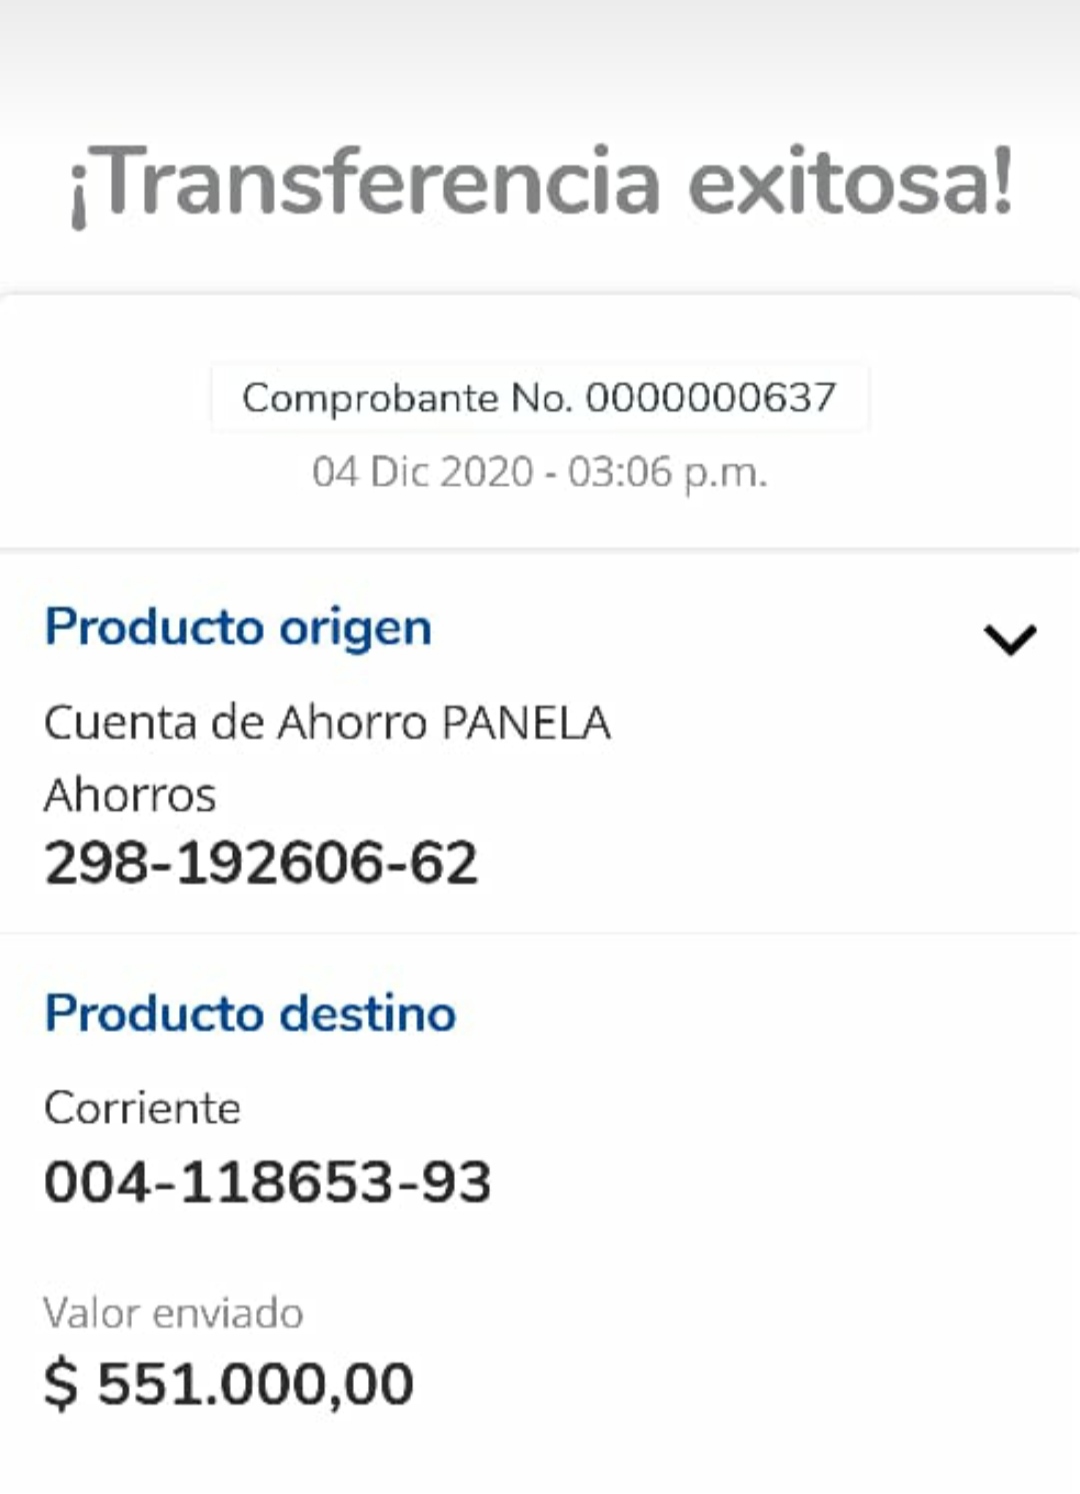 ¡Transferencia exitosa!
Comprobante No. 0000000637
04 Dic 2020 - 03:06 p.m.
Producto origen
Cuenta de Ahorro PANELA
Ahorros
298-192606-62
Producto destino
Corriente
004-118653-93
Valor enviado
$ 551.000,00